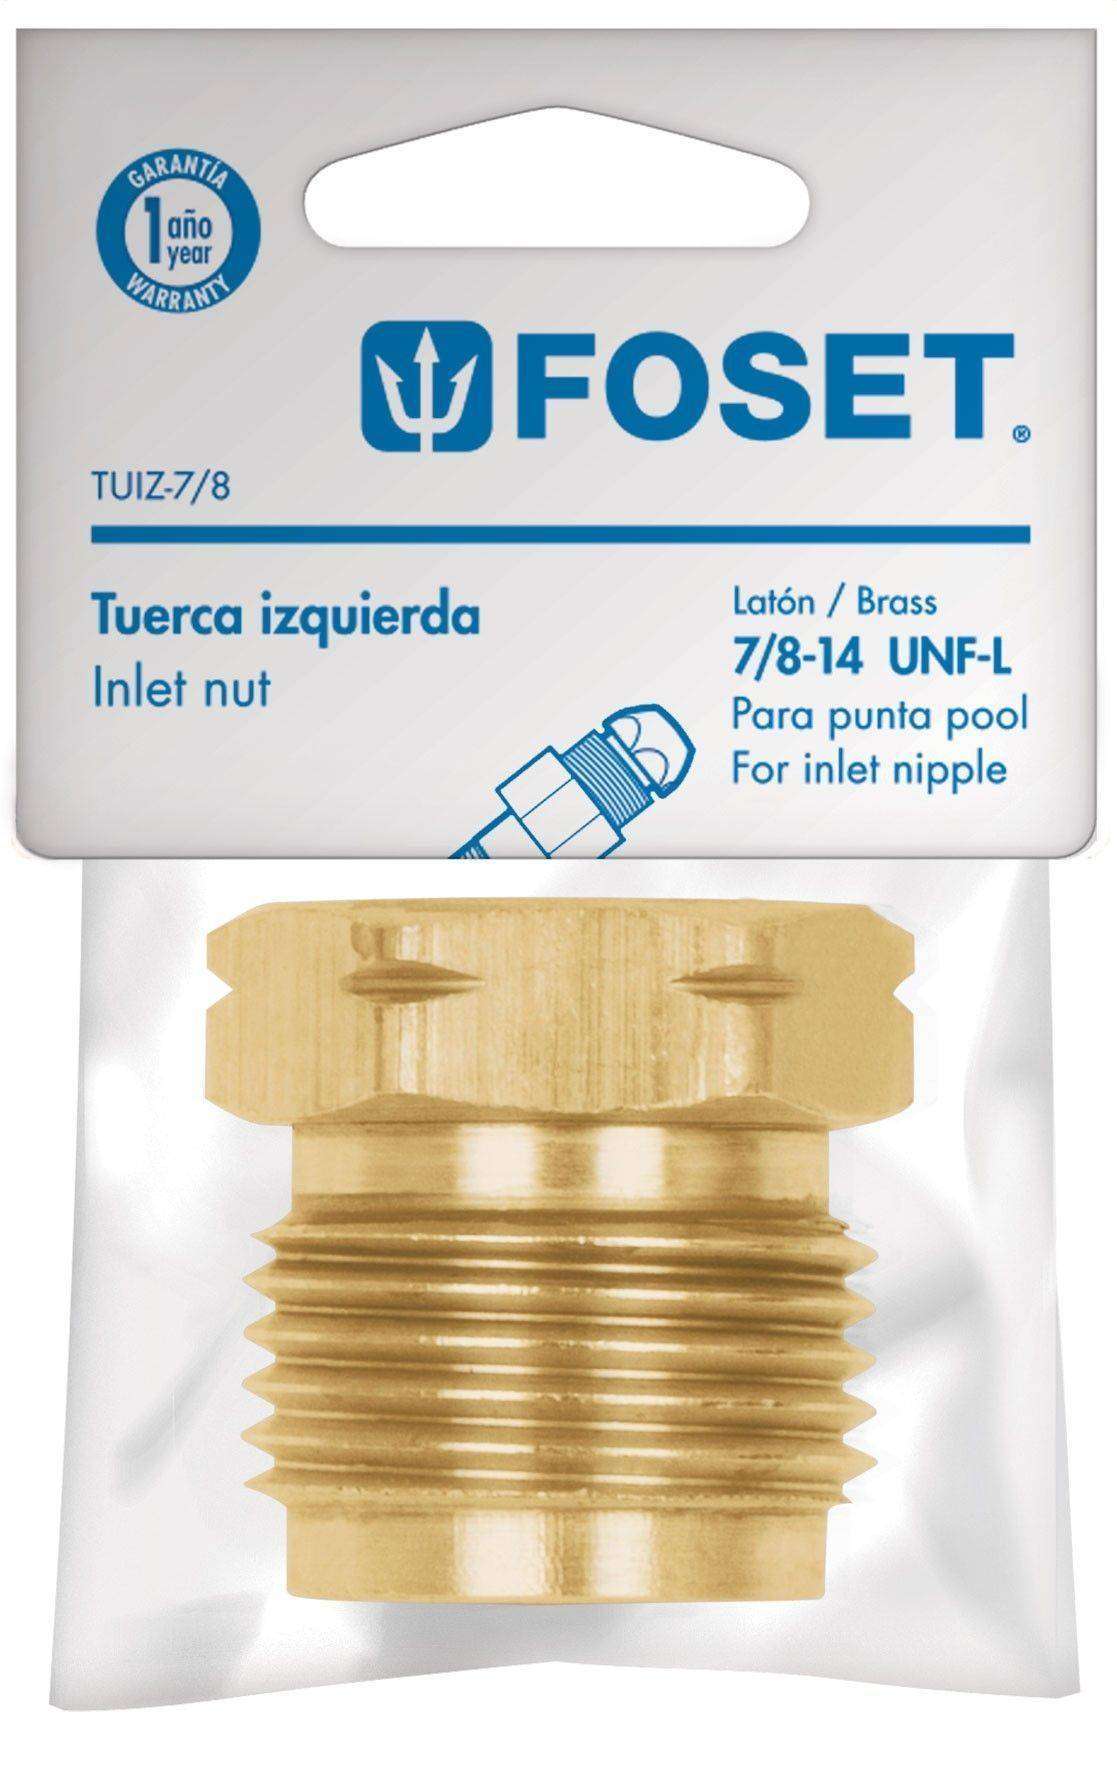 GARANTÍA
1 año
year
WARRANTY
FOSET®
TUIZ-7/8
Tuerca izquierda
Inlet nut
Latón / Brass
7/8-14 UNF-L
Para punta pool
For inlet nipple